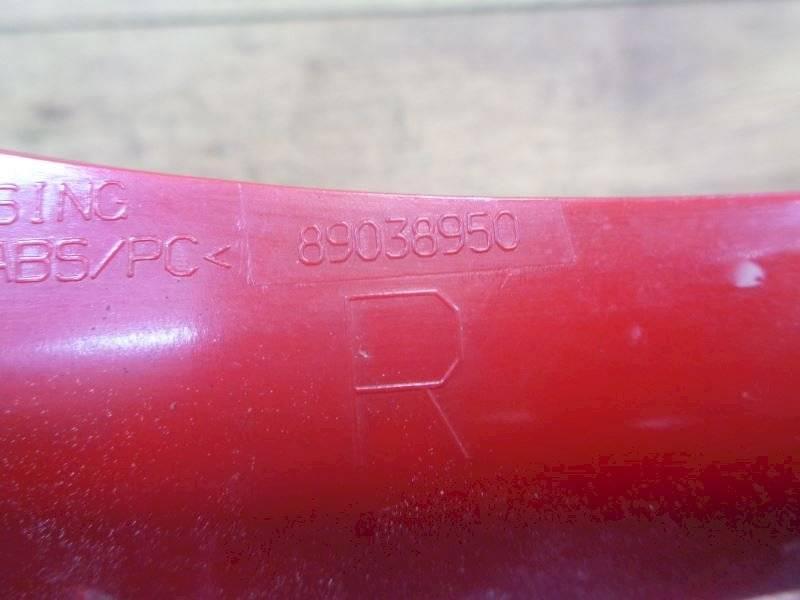 SING
ABS/PC<
89038950
R